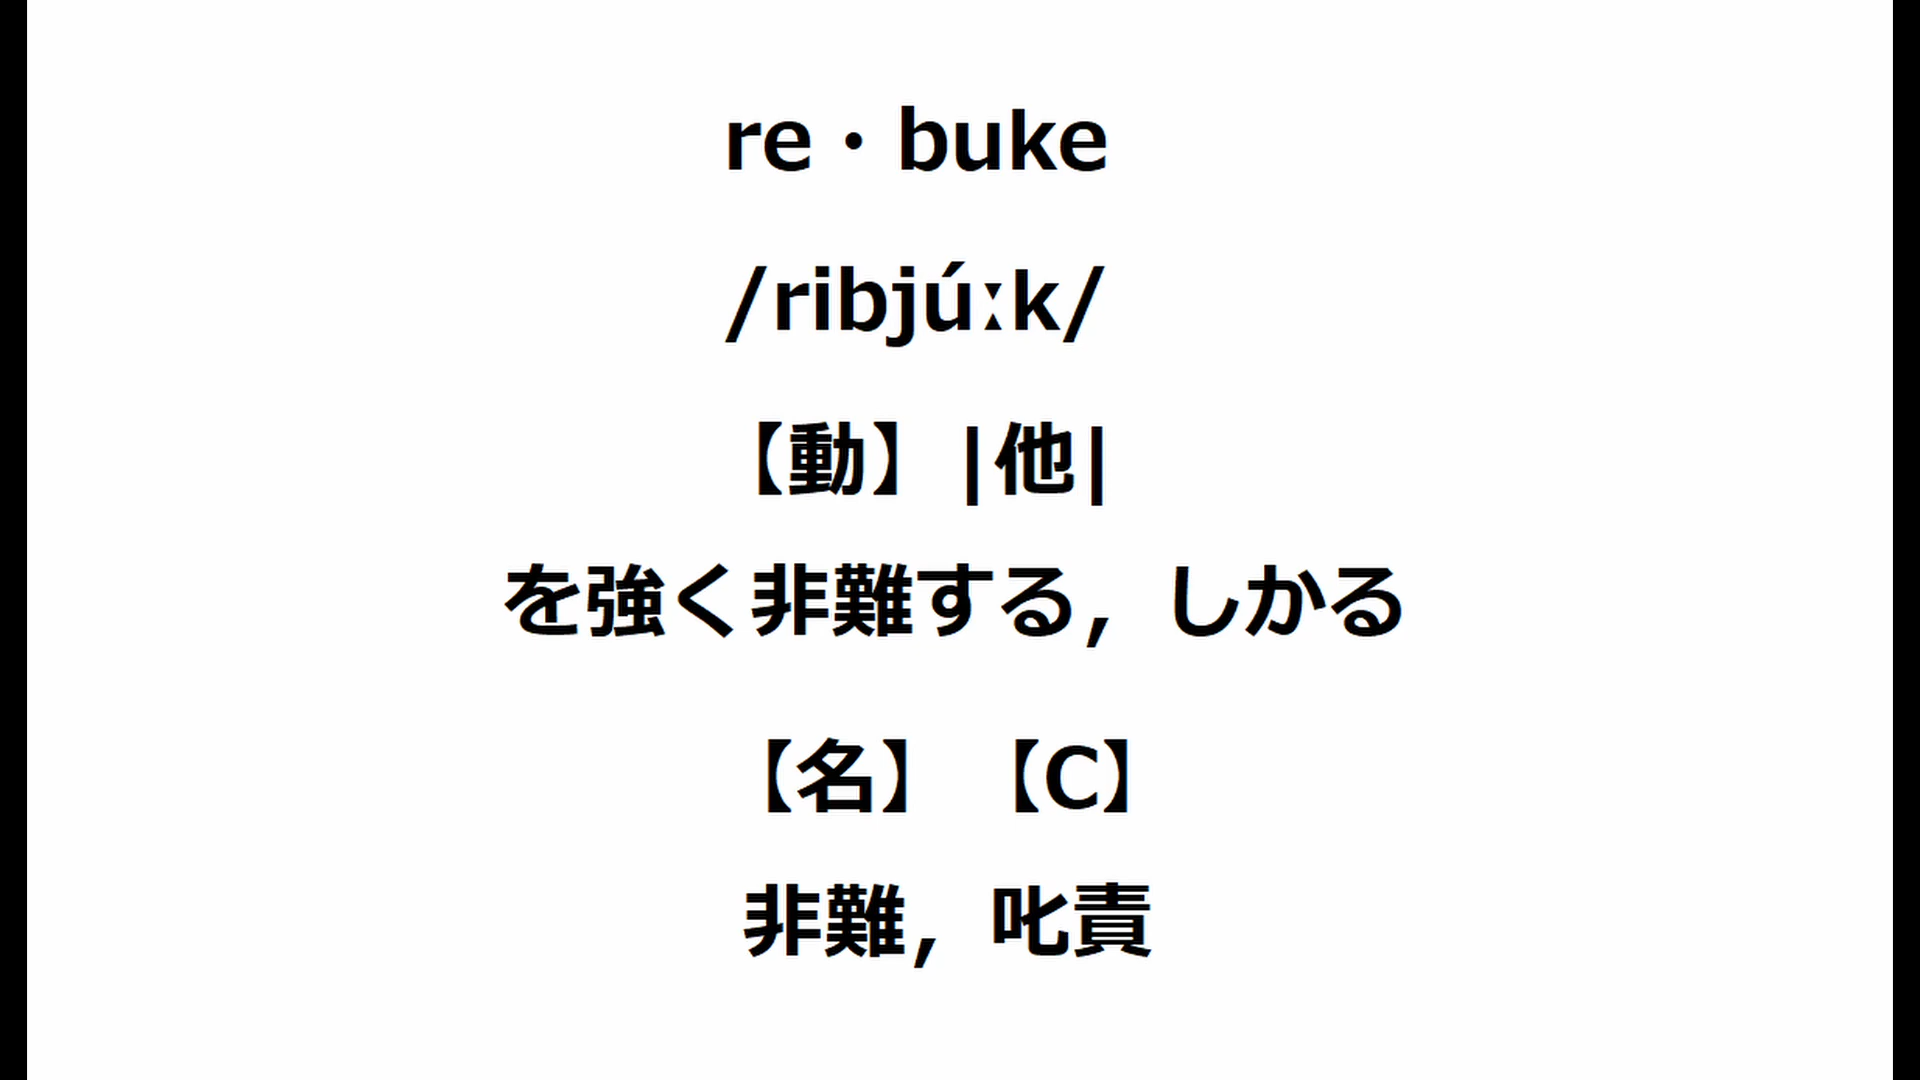 re・buke
/ribjúːk/
【動】|他|
を強く非難する，しかる
【名】【C】
非難，叱責